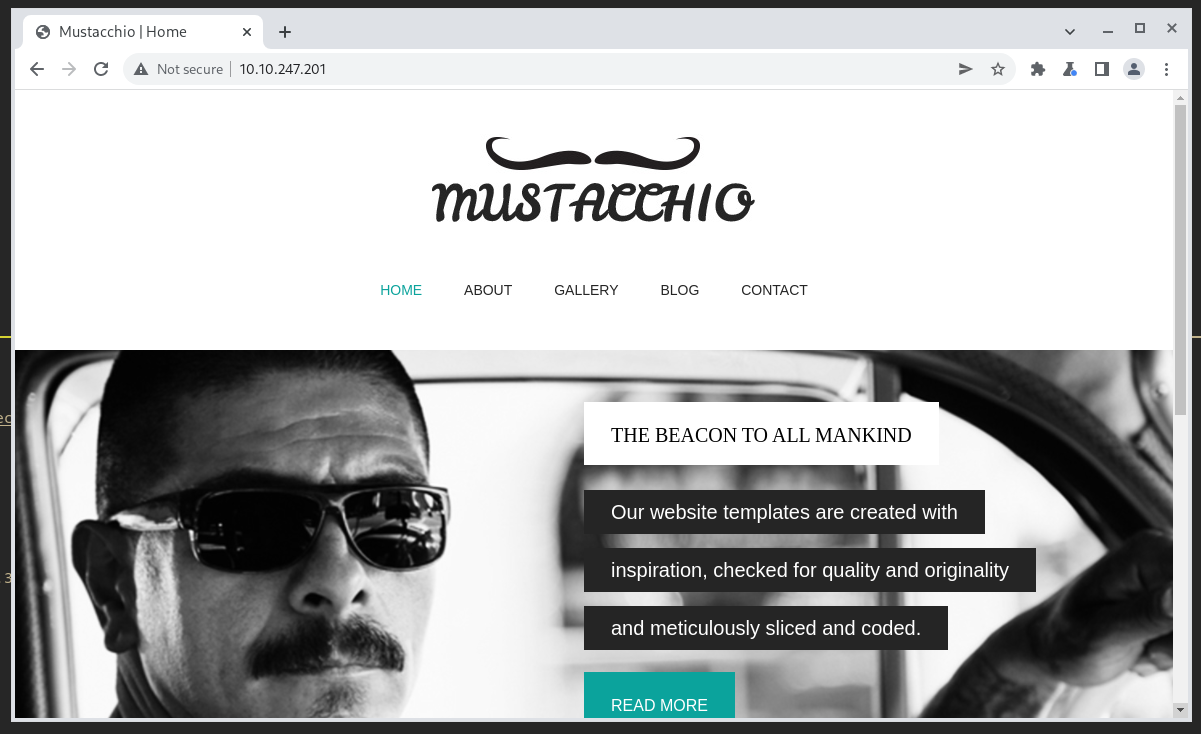 Mustacchio | Home
Not secure | 10.10.247.201
MUSTACCHIO
HOME ABOUT GALLERY BLOG CONTACT
THE BEACON TO ALL MANKIND
Our website templates are created with
inspiration, checked for quality and originality
and meticulously sliced and coded.
READ MORE
ec
3